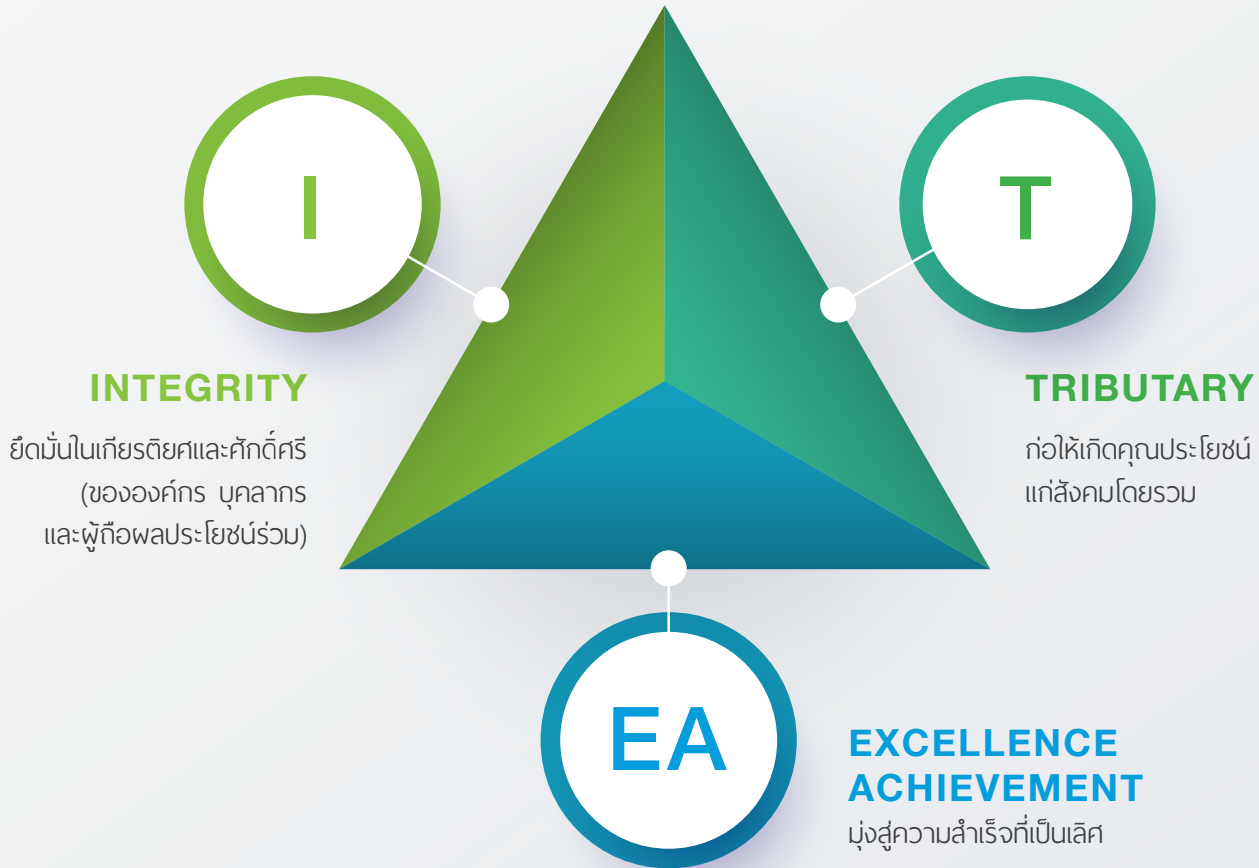 I
INTEGRITY
ยึดมั่นในเกียรติยศและศักดิ์ศรี
(ขององค์กร บุคลากร
และผู้ถือผลประโยชน์ร่วม)
T
TRIBUTARY
ก่อให้เกิดคุณประโยชน์
แก่สังคมโดยรวม
EA
EXCELLENCE
ACHIEVEMENT
มุ่งสู่ความสำเร็จที่เป็นเลิศ